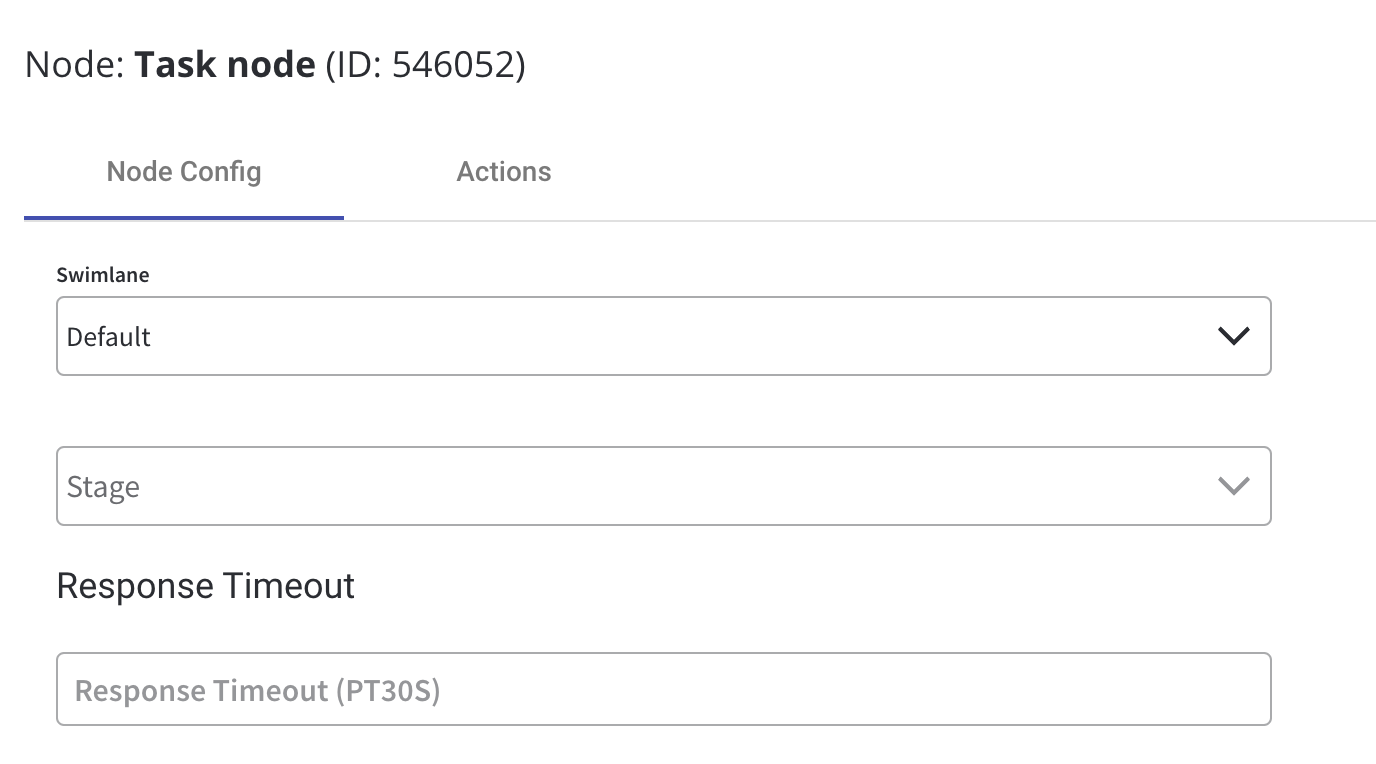 Node: Task node (ID: 546052)
Node Config Actions
Swimlane
Default
Stage
Response Timeout
Response Timeout (PT30S)